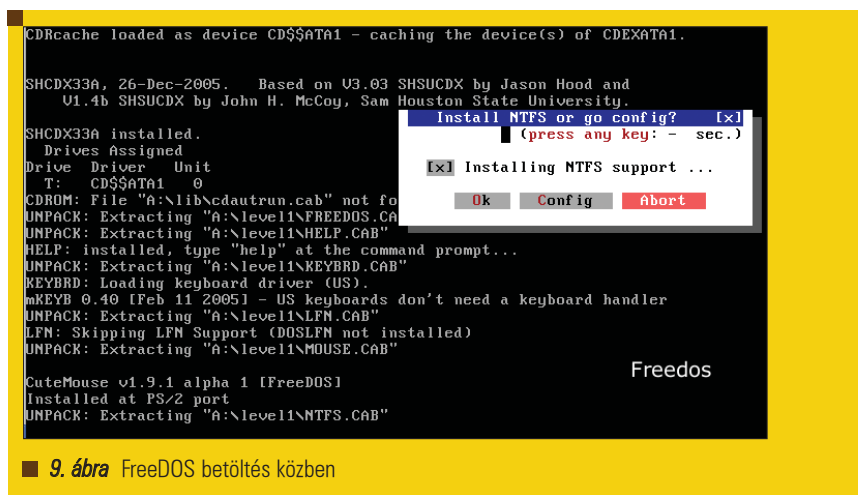 CDRcache loaded as device CD$$ATA1 - caching the device(s) of CDEXATA1.
SHCDX33A, 26-Dec-2005.   Based on V3.03 SHSUCDX by Jason Hood and
V1.4b SHSUCDX by John H. McCoy, Sam Houston State University.
Install NTFS or go config?   [x]
(press any key: -  sec.)
[x] Installing NTFS support ...
Ok   Config   Abort
SHCDX33A installed.
Drives Assigned
Drive  Driver   Unit
T:   CD$$ATA1   0
CDROM: File "A:\lib\cdautrun.cab" not fo
UNPACK: Extracting "A:\level1\FREEDOS.CA
UNPACK: Extracting "A:\level1\HELP.CAB"
HELP: installed, type "help" at the command prompt...
UNPACK: Extracting "A:\level1\KEYBRD.CAB"
KEYBRD: Loading keyboard driver (US).
mKEYB 0.40 [Feb 11 2005] - US keyboards don't need a keyboard handler
UNPACK: Extracting "A:\level1\LFN.CAB"
LFN: Skipping LFN Support (DOSLFN not installed)
UNPACK: Extracting "A:\level1\MOUSE.CAB"
Freedos
CuteMouse v1.9.1 alpha 1 [FreeDOS]
Installed at PS/2 port
UNPACK: Extracting "A:\level1\NTFS.CAB"
9. ábra FreeDOS betöltés közben